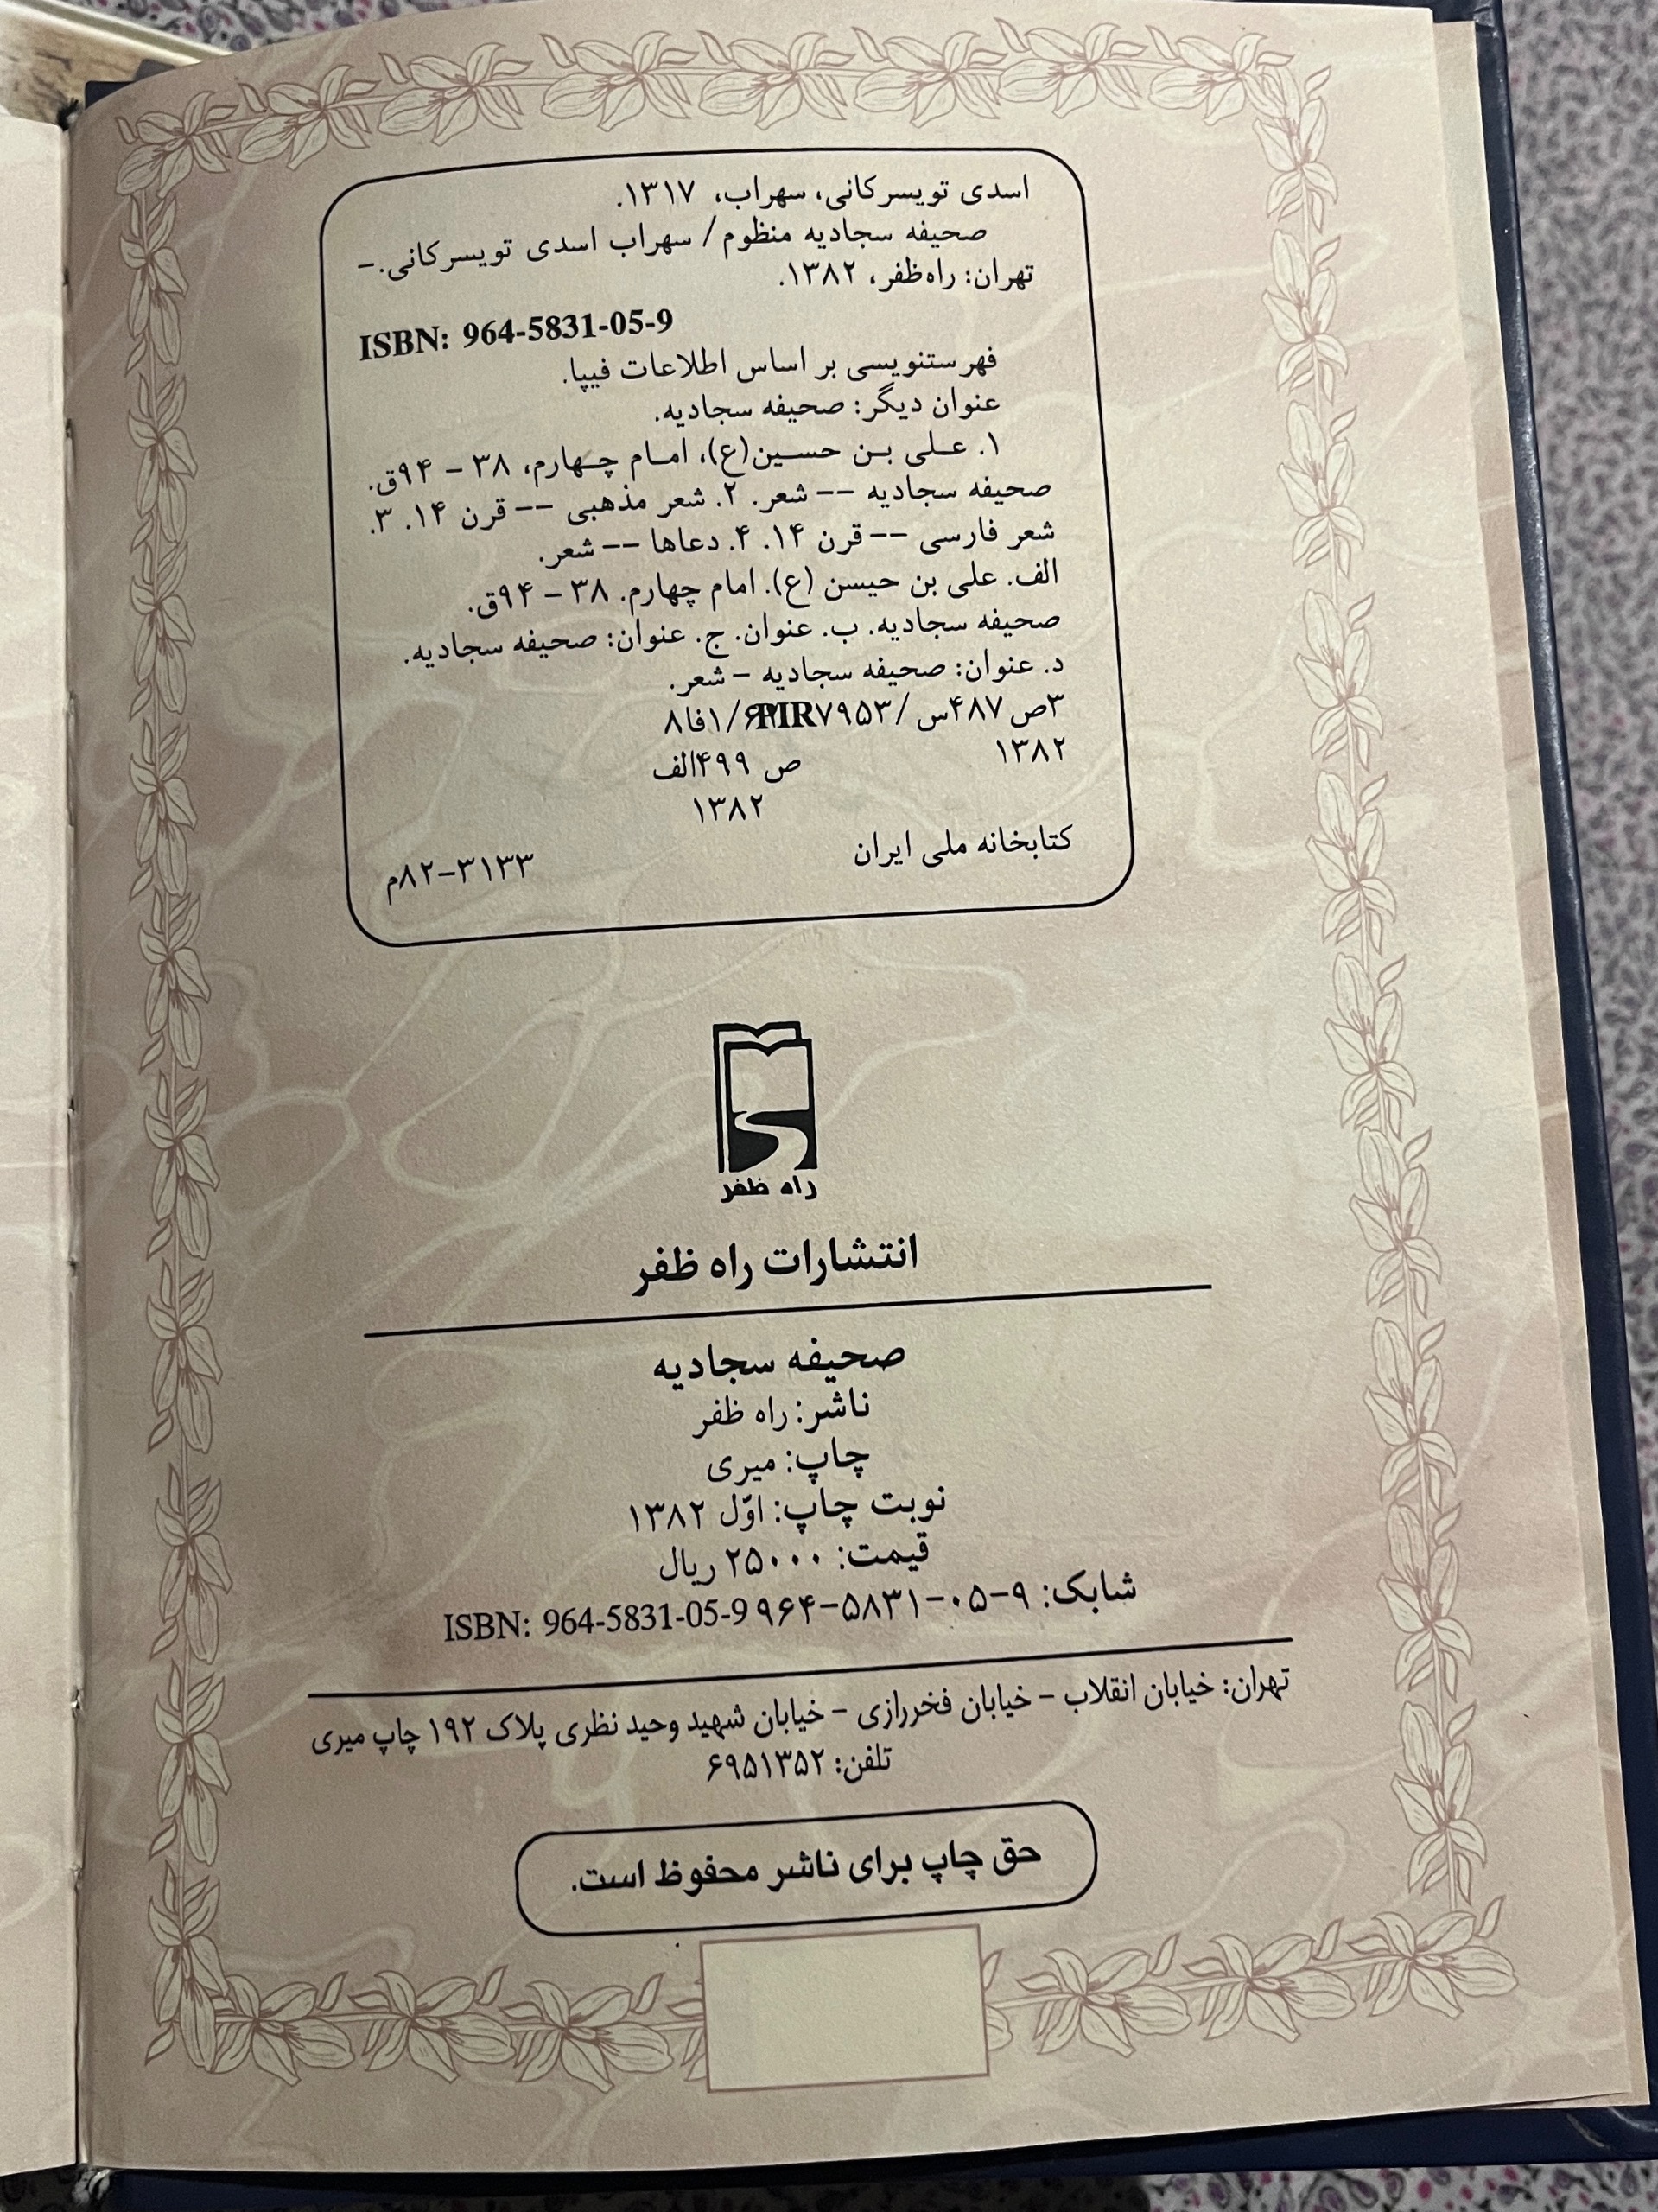 اسدی تویسرکانی، سهراب، ۱۳۱۷.
صحیفه سجادیه منظوم / سهراب اسدی تویسرکانی.-
تهران: راه‌ظفر، ۱۳۸۲.
ISBN: 964-5831-05-9
فهرستنویسی بر اساس اطلاعات فیپا.
عنوان دیگر: صحیفه سجادیه.
۱. علی بن حسین(ع)، امام چهارم، ۳۸ - ۹۴ق.
صحیفه سجادیه -- شعر. ۲. شعر مذهبی -- قرن ۱۴. ۳.
شعر فارسی -- قرن ۱۴. ۴. دعاها -- شعر.
الف. علی بن حیسن (ع). امام چهارم. ۳۸ - ۹۴ق.
صحیفه سجادیه. ب. عنوان. ج. عنوان: صحیفه سجادیه.
د. عنوان: صحیفه سجادیه - شعر.
۳ص۴۸۷س/PIR۷۹۵۳ ۸فا۱/
۱۳۸۲ ص ۴۹۹الف
۱۳۸۲
کتابخانه ملی ایران ۳۱۳۳-۸۲م
راه ظفر
انتشارات راه ظفر
صحیفه سجادیه
ناشر: راه ظفر
چاپ: میری
نوبت چاپ: اوّل ۱۳۸۲
قیمت: ۲۵۰۰۰ ریال
شابک: ۹-۰۵-۵۸۳۱-۹۶۴ ISBN: 964-5831-05-9
تهران: خیابان انقلاب - خیابان فخررازی - خیابان شهید وحید نظری پلاک ۱۹۲ چاپ میری
تلفن: ۶۹۵۱۳۵۲
حق چاپ برای ناشر محفوظ است.